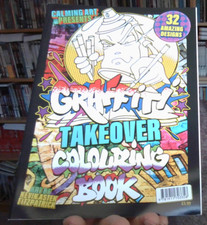 CALMING ART
PRESENTS
32
AMAZING
DESIGNS
GRAFFITI
TAKEOVER
COLOURING
BOOK